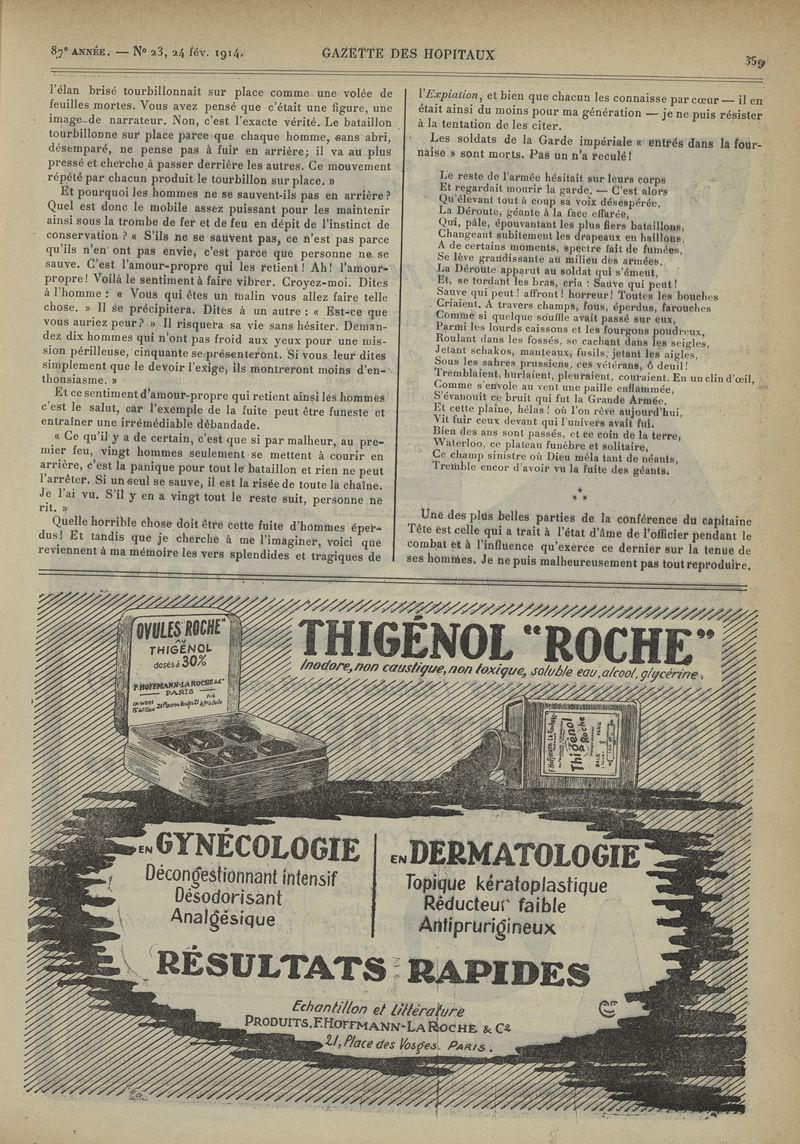 87e ANNÉE. — No 23, 24 fév. 1914.
GAZETTE DES HOPITAUX
359
l'élan brisé tourbillonnait sur place comme une volée de
feuilles mortes. Vous avez pensé que c'était une figure, une
image de narrateur. Non, c'est l'exacte vérité. Le bataillon
tourbillonne sur place parce que chaque homme, sans abri,
désemparé, ne pense pas à fuir en arrière; il va au plus
pressé et cherche à passer derrière les autres. Ce mouvement
répété par chacun produit le tourbillon sur place. »
Et pourquoi les hommes ne se sauvent-ils pas en arrière?
Quel est donc le mobile assez puissant pour les maintenir
ainsi sous la trombe de fer et de feu en dépit de l'instinct de
conservation? « S'ils ne se sauvent pas, ce n'est pas parce
qu'ils n'en ont pas envie, c'est parce que personne ne se
sauve. C'est l'amour-propre qui les retient! Ah! l'amour-
propre! Voilà le sentiment à faire vibrer. Croyez-moi. Dites
à l'homme : « Vous qui êtes un malin vous allez faire telle
chose. » Il se précipitera. Dites à un autre : « Est-ce que
vous auriez peur? » Il risquera sa vie sans hésiter. Deman-
dez dix hommes qui n'ont pas froid aux yeux pour une mis-
sion périlleuse, cinquante se présenteront. Si vous leur dites
simplement que le devoir l'exige, ils montreront moins d'en-
thousiasme. »
Et ce sentiment d'amour-propre qui retient ainsi les hommes
c'est le salut, car l'exemple de la fuite peut être funeste et
entraîner une irrémédiable débandade.
« Ce qu'il y a de certain, c'est que si par malheur, au pre-
mier feu, vingt hommes seulement se mettent à courir en
arrière, c'est la panique pour tout le bataillon et rien ne peut
l'arrêter. Si un seul se sauve, il est la risée de toute la chaîne.
Je l'ai vu. S'il y en a vingt tout le reste suit, personne ne
rit. »
Quelle horrible chose doit être cette fuite d'hommes éper-
dus! Et tandis que je cherche à me l'imaginer, voici que
reviennent à ma mémoire les vers splendides et tragiques de
l'Expiation, et bien que chacun les connaisse par cœur — il en
était ainsi du moins pour ma génération — je ne puis résister
à la tentation de les citer.
Les soldats de la Garde impériale « entrés dans la four-
naise » sont morts. Pas un n'a reculé!
Le reste de l'armée hésitait sur leurs corps
Et regardait mourir la garde. — C'est alors
Qu'élevant tout à coup sa voix désespérée,
La Déroute, géante à la face effarée,
Qui, pâle, épouvantant les plus fiers bataillons,
Changeant subitement les drapeaux en haillons,
A de certains moments, spectre fait de fumées,
Se lève grandissante au milieu des armées,
La Déroute apparut au soldat qui s'émeut,
Et, se tordant les bras, cria : Sauve qui peut!
Sauve qui peut! affront! horreur! Toutes les bouches
Criaient. A travers champs, fous, éperdus, farouches
Comme si quelque souffle avait passé sur eux,
Parmi les lourds caissons et les fourgons poudreux,
Roulant dans les fossés, se cachant dans les seigles,
Jetant schakos, manteaux, fusils, jetant les aigles,
Sous les sabres prussiens, ces vétérans, ô deuil!
Tremblaient, hurlaient, pleuraient, couraient. En un clin d'œil,
Comme s'envole au vent une paille enflammée,
S'évanouit ce bruit qui fut la Grande Armée,
Et cette plaine, hélas! où l'on rêve aujourd'hui,
Vit fuir ceux devant qui l'univers avait fui.
Bien des ans sont passés, et ce coin de la terre,
Waterloo, ce plateau funèbre et solitaire,
Ce champ sinistre où Dieu mêla tant de néants,
Tremble encor d'avoir vu la fuite des géants.
*
* *
Une des plus belles parties de la conférence du capitaine
Tête est celle qui a trait à l'état d'âme de l'officier pendant le
combat et à l'influence qu'exerce ce dernier sur la tenue de
ses hommes. Je ne puis malheureusement pas tout reproduire,
OVULES ROCHE"
AU
THIGÉNOL
dosés à 30%
F. HOFFMANN-LA ROCHE & Cie
PARIS
THIGÉNOL "ROCHE"
Inodore, non caustique, non toxique, soluble eau, alcool, glycérine.
Thigénol
Roche
EN GYNÉCOLOGIE
Décongestionnant intensif
Désodorisant
Analgésique
EN DERMATOLOGIE
Topique kératoplastique
Réducteur faible
Antiprurigineux
RÉSULTATS RAPIDES
Echantillon et Littérature
PRODUITS. F. HOFFMANN-LA ROCHE & Cie
21, Place des Vosges. PARIS.